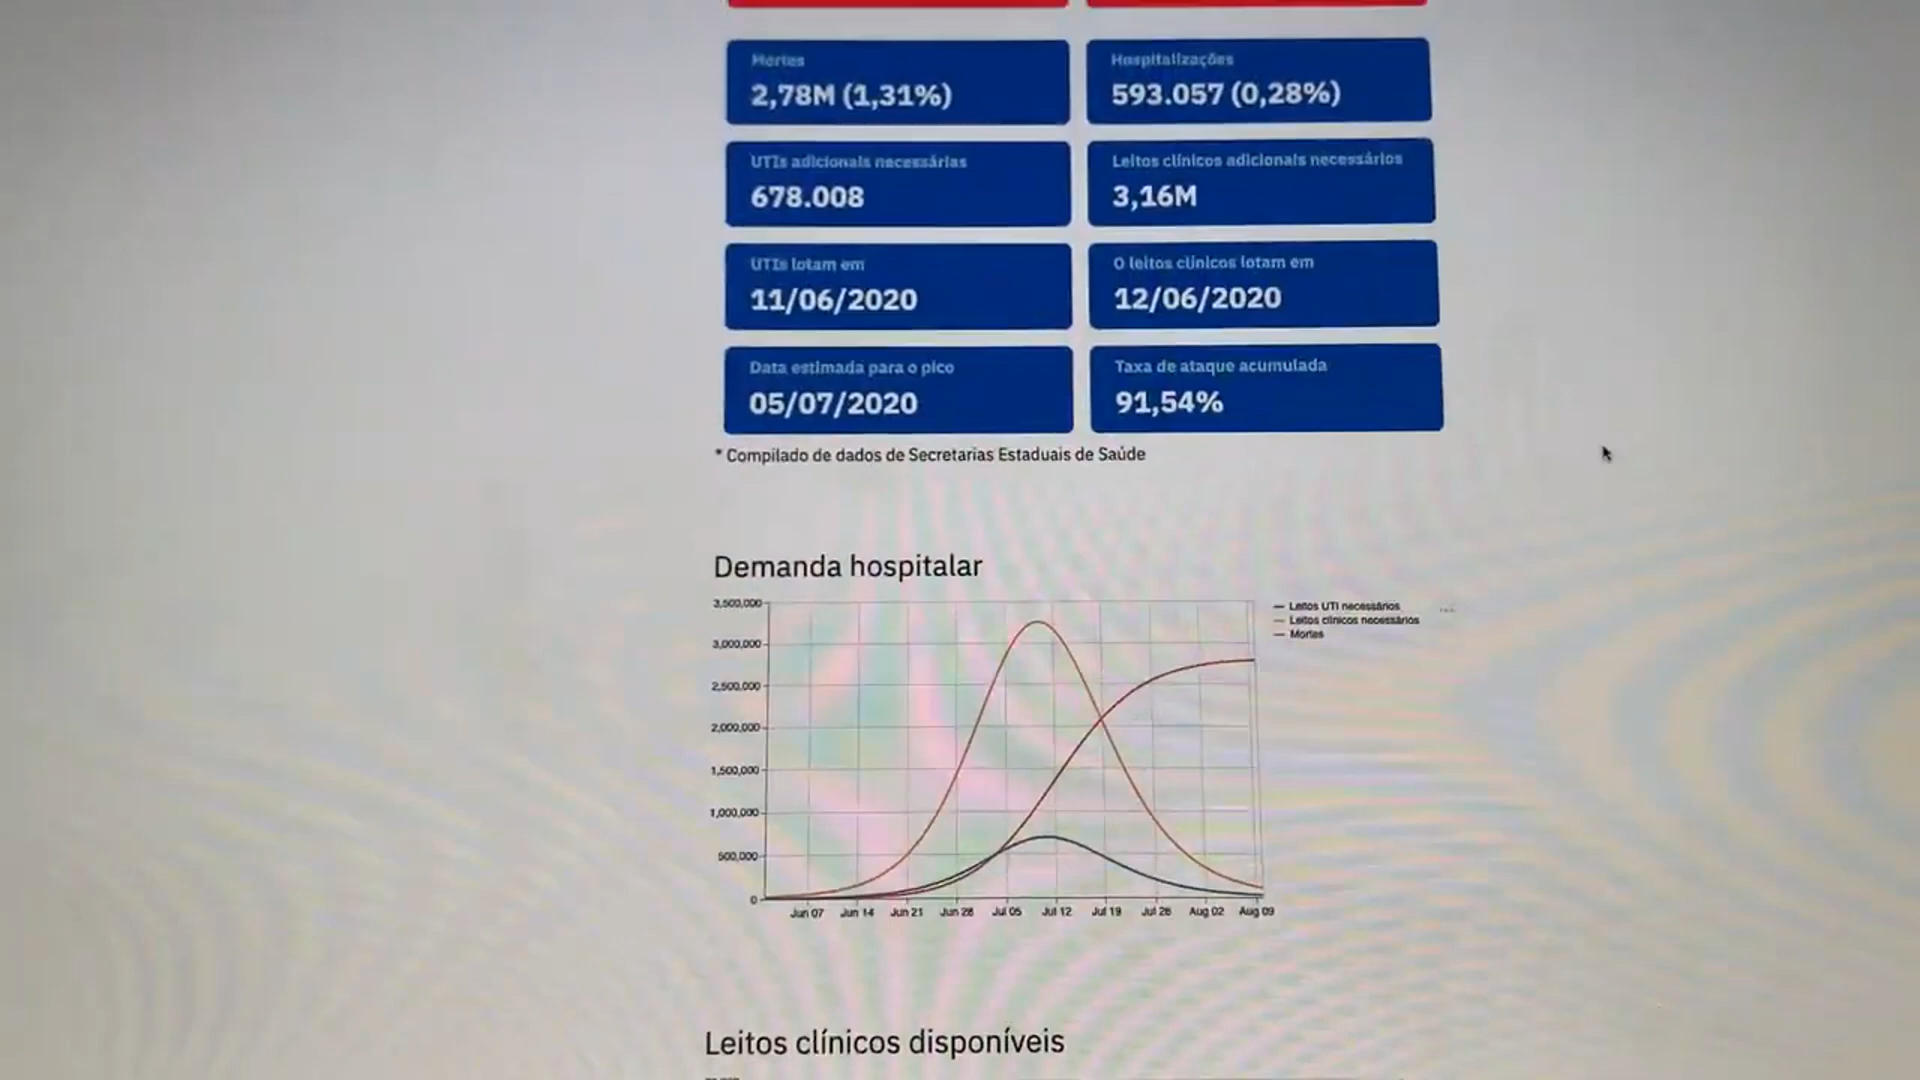 Mortes
2,78M (1,31%)
Hospitalizações
593.057 (0,28%)
UTIs adicionais necessárias
678.008
Leitos clínicos adicionais necessários
3,16M
UTIs lotam em
11/06/2020
O leitos clínicos lotam em
12/06/2020
Data estimada para o pico
05/07/2020
Taxa de ataque acumulada
91,54%
* Compilado de dados de Secretarias Estaduais de Saúde
Demanda hospitalar
3,500,000
3,000,000
2,500,000
2,000,000
1,500,000
1,000,000
500,000
0
Jun 07 Jun 14 Jun 21 Jun 28 Jul 05 Jul 12 Jul 19 Jul 26 Aug 02 Aug 09
Leitos UTI necessários
Leitos clínicos necessários
Mortes
Leitos clínicos disponíveis